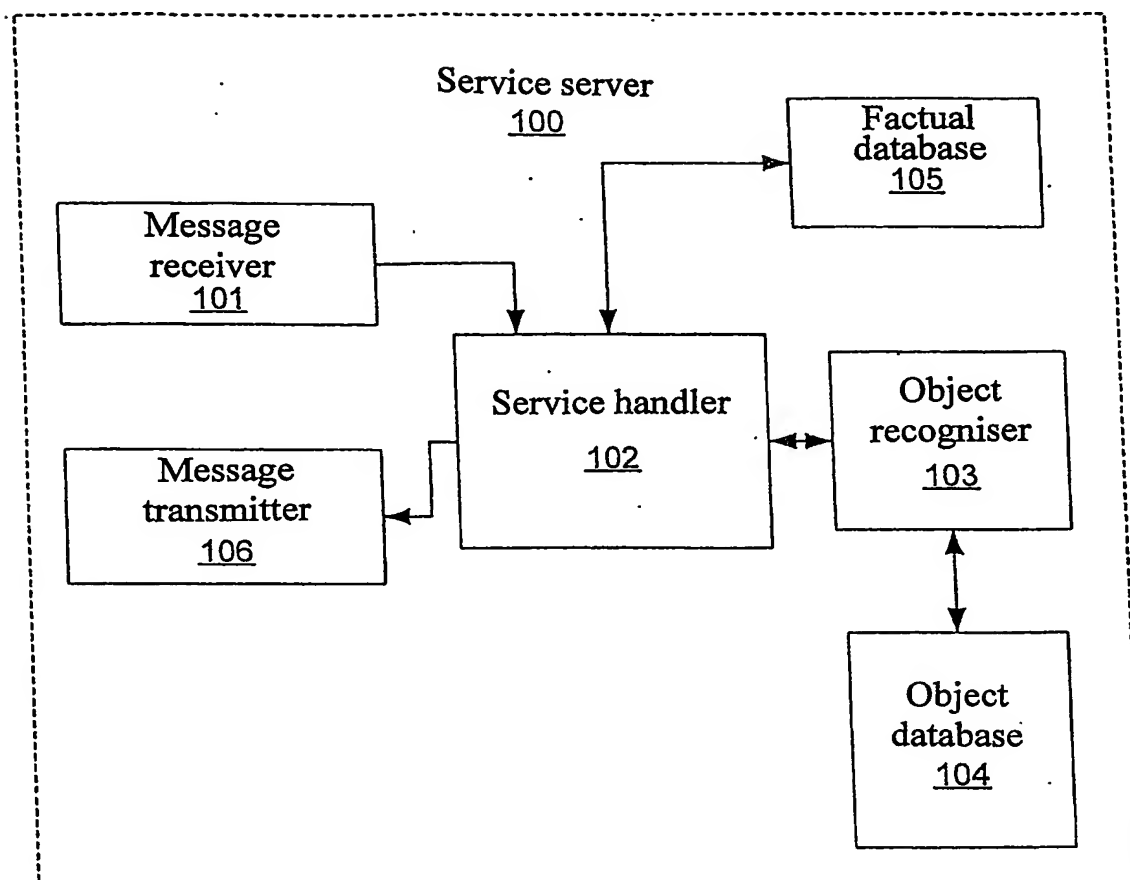 Service server
100
Factual
database
105
Message
receiver
101
Service handler
102
Object
recogniser
103
Message
transmitter
106
Object
database
104